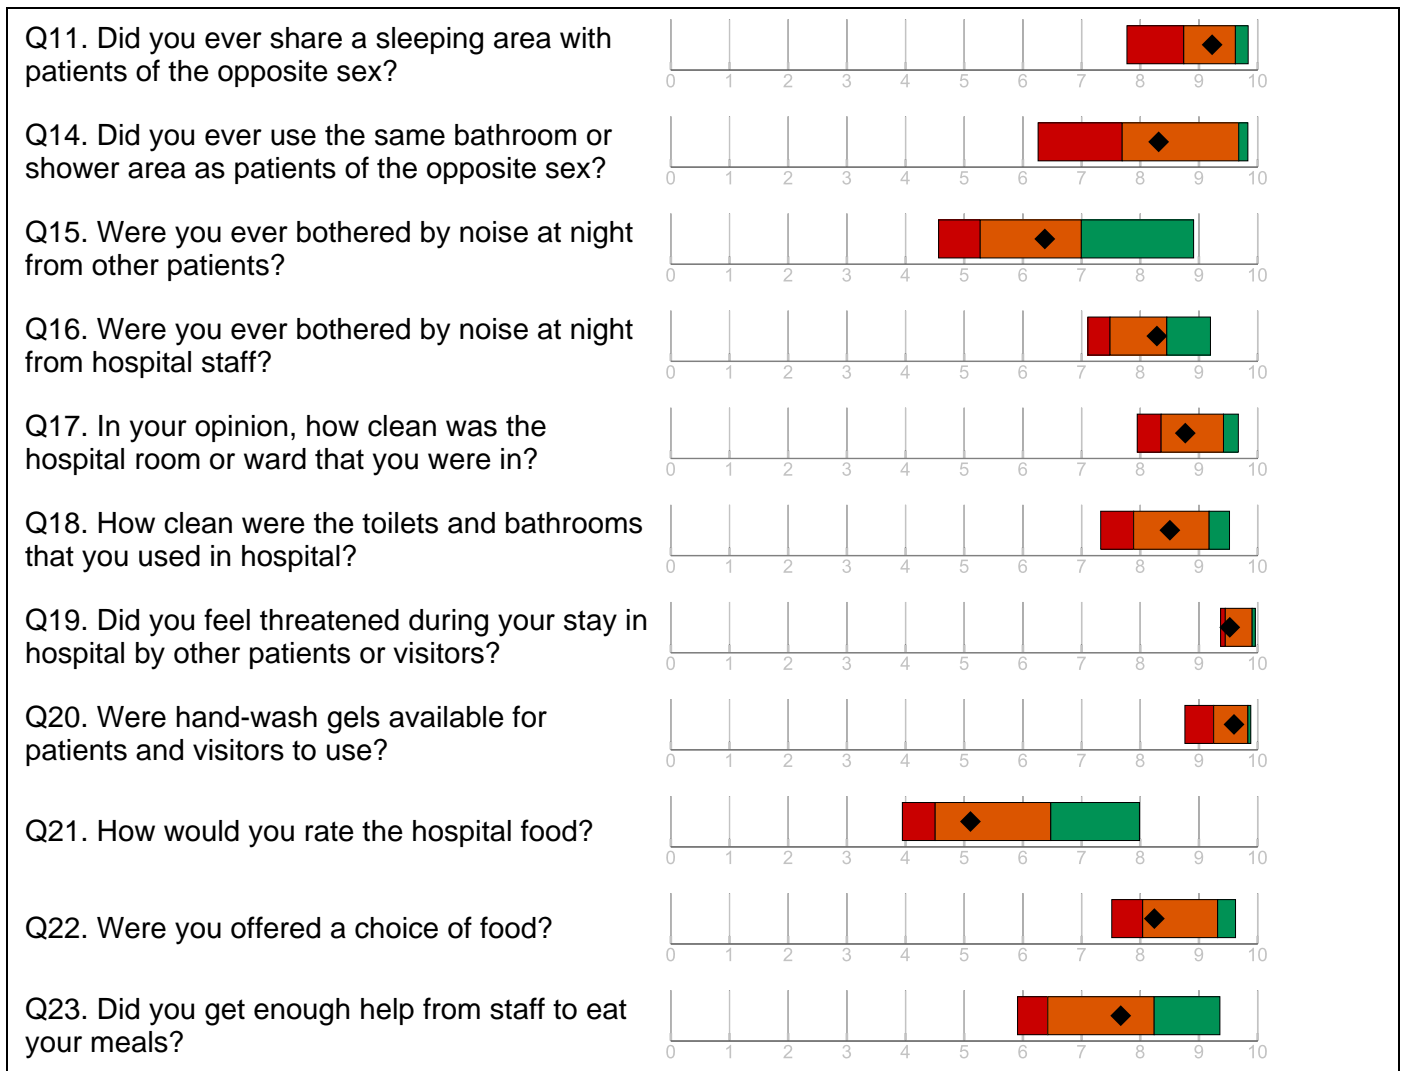 Q11. Did you ever share a sleeping area with
patients of the opposite sex?
0 1 2 3 4 5 6 7 8 9 10
Q14. Did you ever use the same bathroom or
shower area as patients of the opposite sex?
0 1 2 3 4 5 6 7 8 9 10
Q15. Were you ever bothered by noise at night
from other patients?
0 1 2 3 4 5 6 7 8 9 10
Q16. Were you ever bothered by noise at night
from hospital staff?
0 1 2 3 4 5 6 7 8 9 10
Q17. In your opinion, how clean was the
hospital room or ward that you were in?
0 1 2 3 4 5 6 7 8 9 10
Q18. How clean were the toilets and bathrooms
that you used in hospital?
0 1 2 3 4 5 6 7 8 9 10
Q19. Did you feel threatened during your stay in
hospital by other patients or visitors?
0 1 2 3 4 5 6 7 8 9 10
Q20. Were hand-wash gels available for
patients and visitors to use?
0 1 2 3 4 5 6 7 8 9 10
Q21. How would you rate the hospital food?
0 1 2 3 4 5 6 7 8 9 10
Q22. Were you offered a choice of food?
0 1 2 3 4 5 6 7 8 9 10
Q23. Did you get enough help from staff to eat
your meals?
0 1 2 3 4 5 6 7 8 9 10